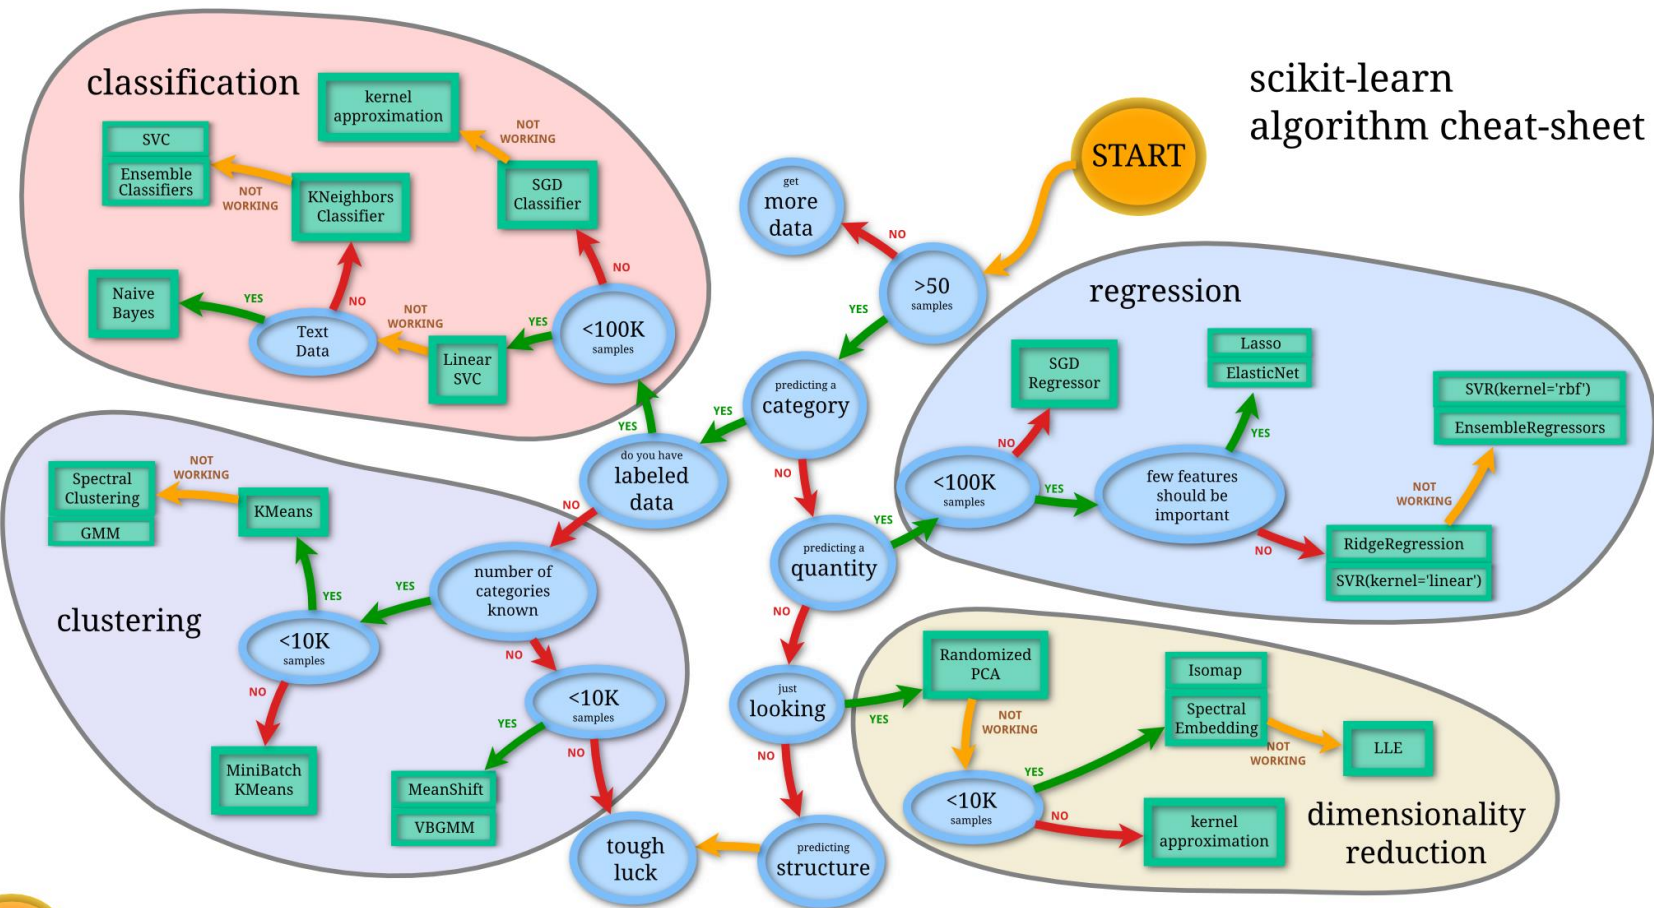 scikit-learn
algorithm cheat-sheet
START
classification
kernel
approximation
NOT
WORKING
SVC
Ensemble
Classifiers
NOT
WORKING
KNeighbors
Classifier
SGD
Classifier
NO
Naive
Bayes
YES
Text
Data
NO
NOT
WORKING
Linear
SVC
YES
<100K
samples
YES
get
more
data
NO
>50
samples
YES
predicting a
category
YES
NO
do you have
labeled
data
NO
predicting a
quantity
YES
NO
just
looking
YES
NO
predicting
structure
tough
luck
regression
SGD
Regressor
NO
<100K
samples
YES
Lasso
ElasticNet
YES
few features
should be
important
NO
SVR(kernel='rbf')
EnsembleRegressors
NOT
WORKING
RidgeRegression
SVR(kernel='linear')
clustering
Spectral
Clustering
GMM
NOT
WORKING
KMeans
YES
<10K
samples
YES
number of
categories
known
NO
NO
MiniBatch
KMeans
<10K
samples
YES
NO
MeanShift
VBGMM
dimensionality
reduction
Randomized
PCA
NOT
WORKING
<10K
samples
YES
NO
Isomap
Spectral
Embedding
NOT
WORKING
LLE
kernel
approximation